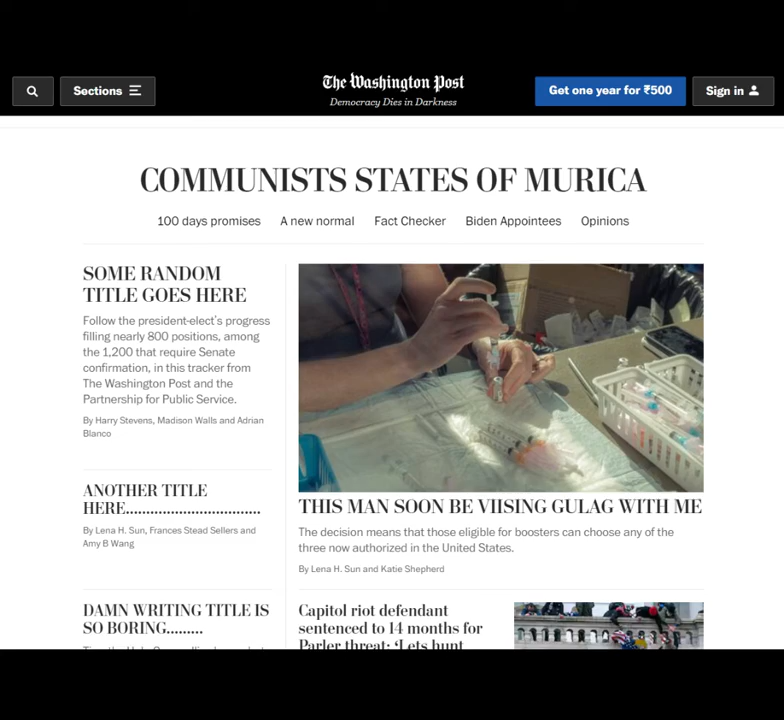 Sections
The Washington Post
Democracy Dies in Darkness
Get one year for ₹500
Sign in
COMMUNISTS STATES OF MURICA
100 days promises A new normal Fact Checker Biden Appointees Opinions
SOME RANDOM
TITLE GOES HERE
Follow the president-elect's progress
filling nearly 800 positions, among
the 1,200 that require Senate
confirmation, in this tracker from
The Washington Post and the
Partnership for Public Service.
By Harry Stevens, Madison Walls and Adrian
Blanco
ANOTHER TITLE
HERE.................................
By Lena H. Sun, Frances Stead Sellers and
Amy B Wang
DAMN WRITING TITLE IS
SO BORING.........
THIS MAN SOON BE VIISING GULAG WITH ME
The decision means that those eligible for boosters can choose any of the
three now authorized in the United States.
By Lena H. Sun and Katie Shepherd
Capitol riot defendant
sentenced to 14 months for
Parler threat: ‘Lets hunt